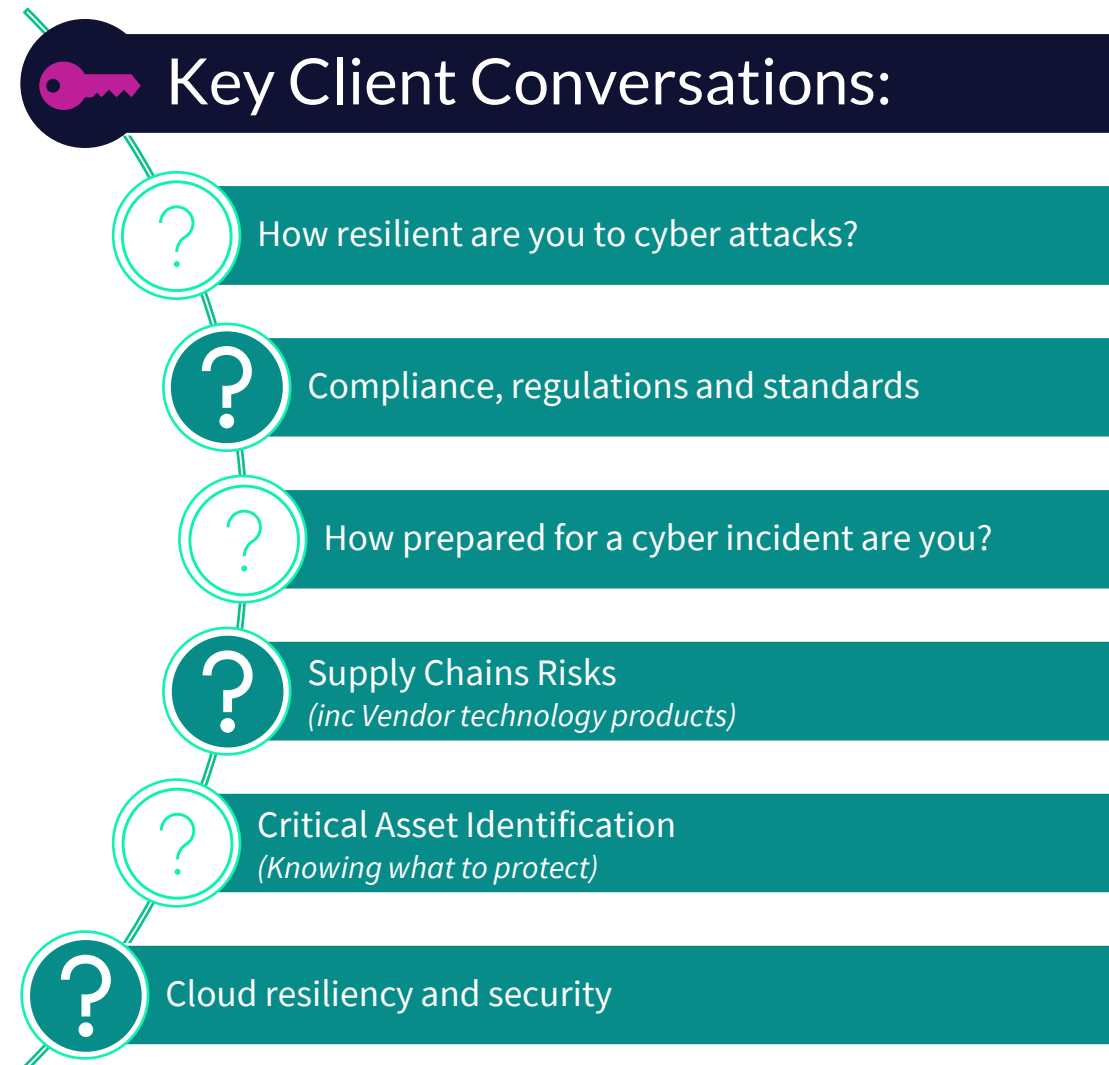 Key Client Conversations:
How resilient are you to cyber attacks?
Compliance, regulations and standards
How prepared for a cyber incident are you?
Supply Chains Risks
(inc Vendor technology products)
Critical Asset Identification
(Knowing what to protect)
Cloud resiliency and security